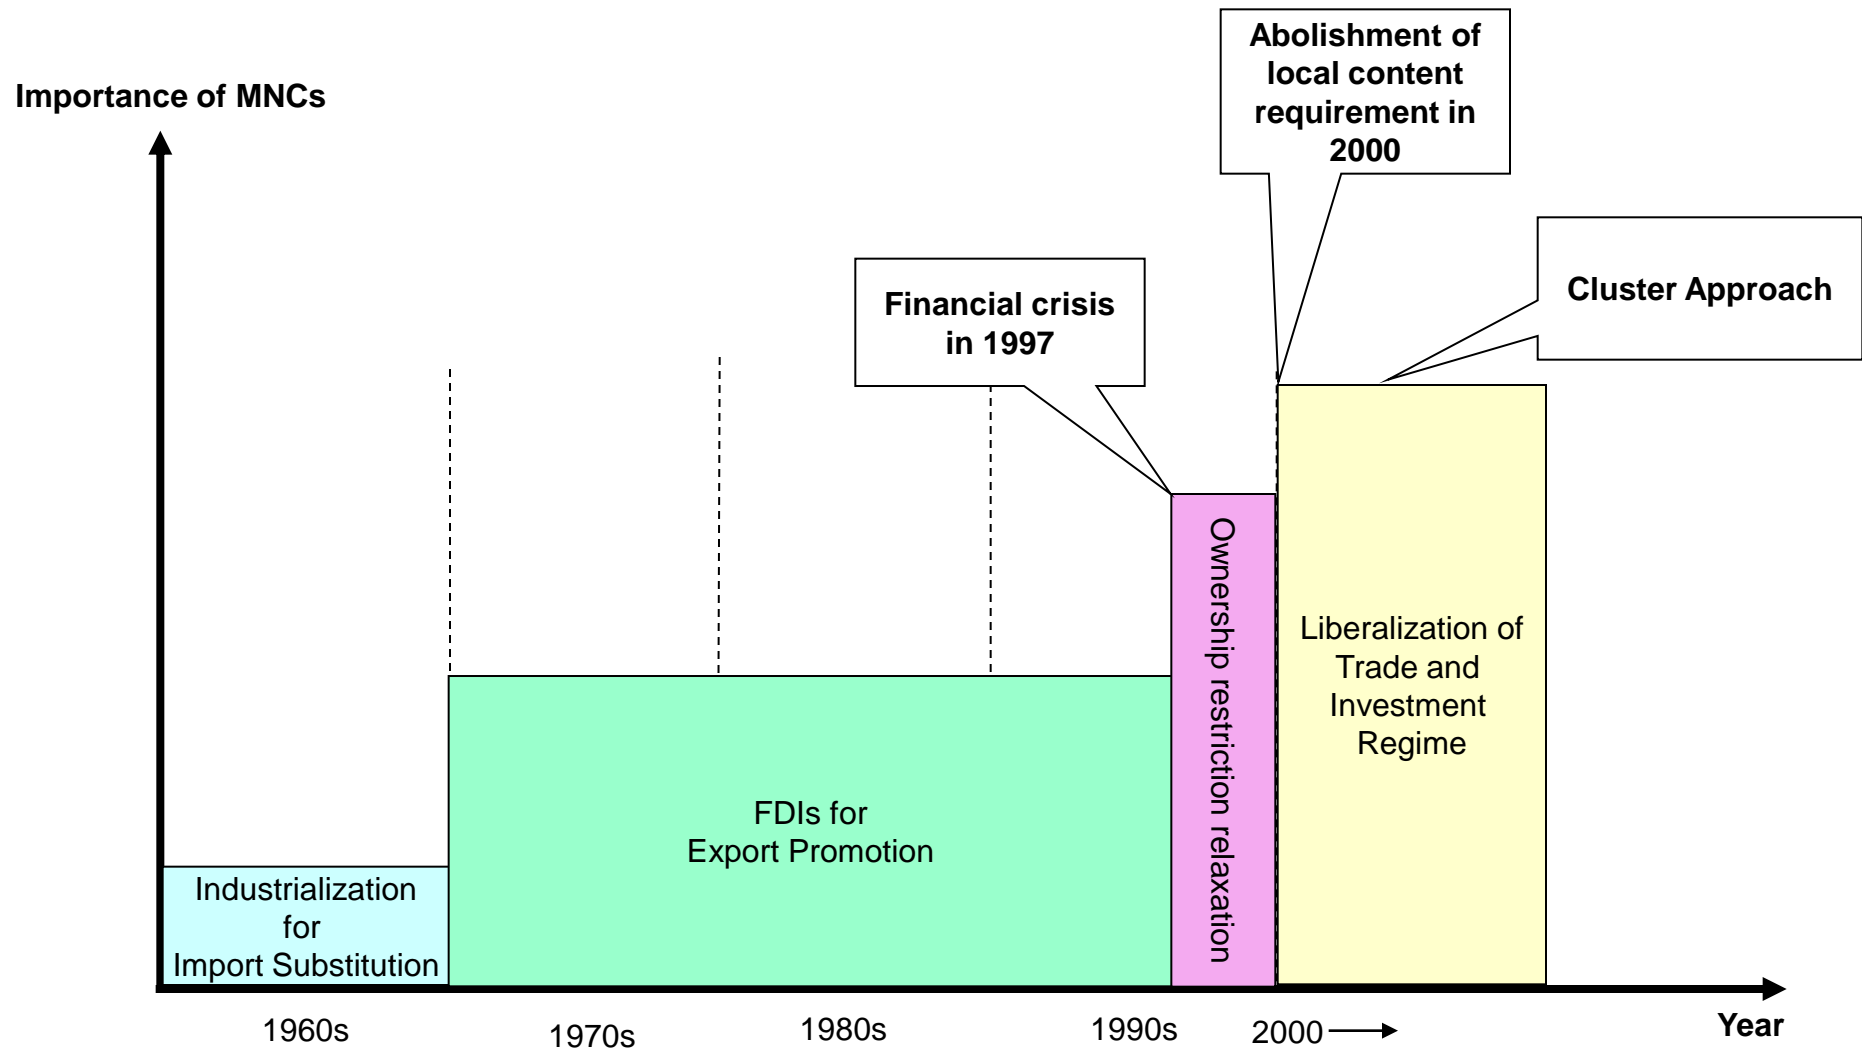 Abolishment of
local content
requirement in
2000
Importance of MNCs
Cluster Approach
Financial crisis
in 1997
Ownership restriction relaxation
Liberalization of
Trade and
Investment
Regime
FDIs for
Export Promotion
Industrialization
for
Import Substitution
1960s
1970s
1980s
1990s
2000
Year